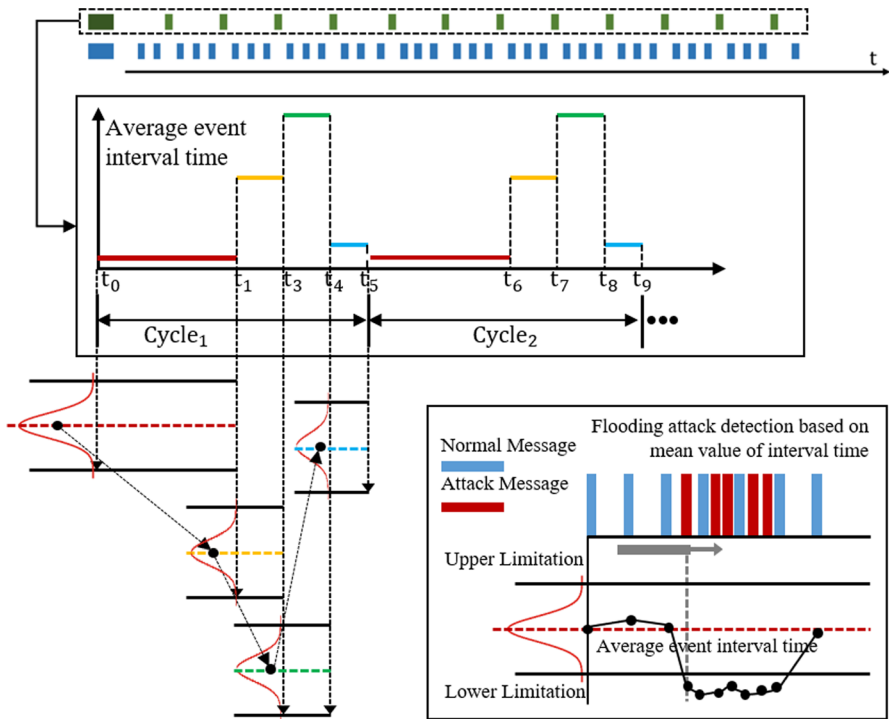 t
Average event
interval time
t₀ t₁ t₃ t₄ t₅ t₆ t₇ t₈ t₉
Cycle₁ Cycle₂ •••
Flooding attack detection based on
mean value of interval time
Normal Message
Attack Message
Upper Limitation
Average event interval time
Lower Limitation